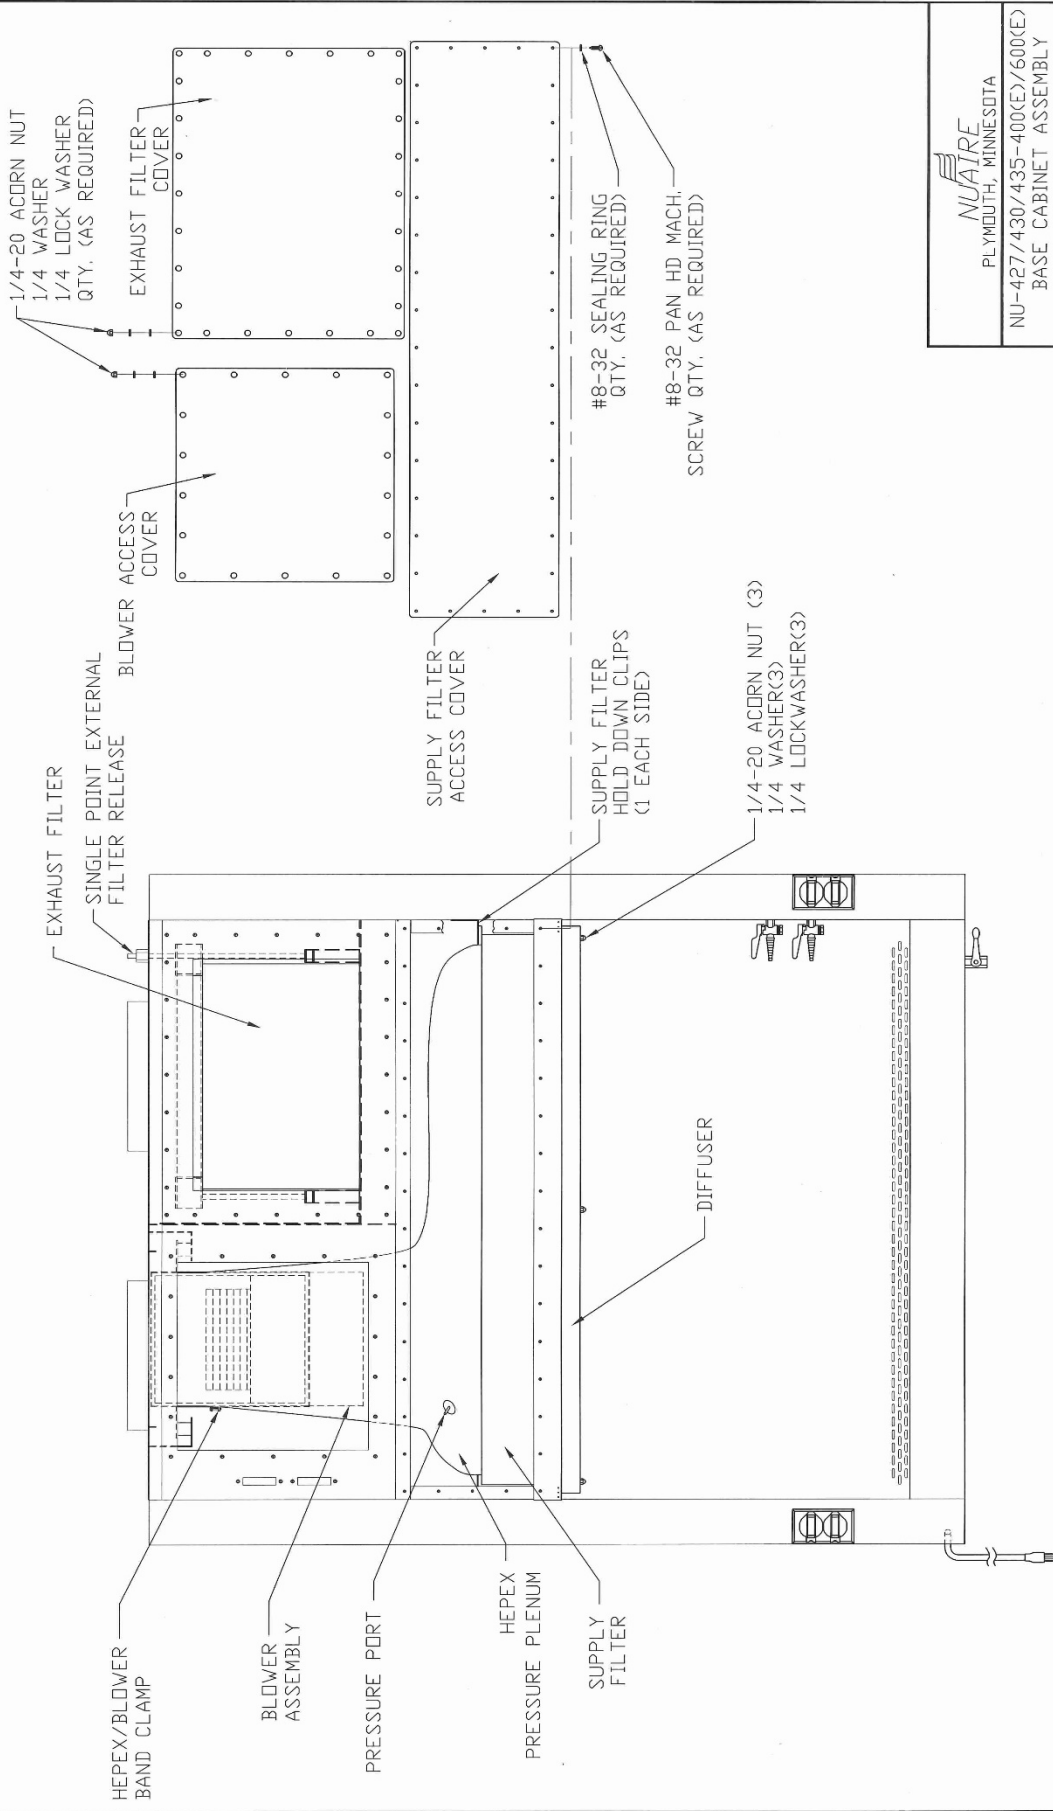 HEPEX/BLOWER
BAND CLAMP
BLOWER
ASSEMBLY
PRESSURE PORT
HEPEX
PRESSURE PLENUM
SUPPLY
FILTER
EXHAUST FILTER
SINGLE POINT EXTERNAL
FILTER RELEASE
DIFFUSER
SUPPLY FILTER
HOLD DOWN CLIPS
(1 EACH SIDE)
1/4-20 ACORN NUT (3)
1/4 WASHER(3)
1/4 LOCKWASHER(3)
1/4-20 ACORN NUT
1/4 WASHER
1/4 LOCK WASHER
QTY. (AS REQUIRED)
EXHAUST FILTER
COVER
BLOWER ACCESS
COVER
SUPPLY FILTER
ACCESS COVER
#8-32 SEALING RING
QTY. (AS REQUIRED)
#8-32 PAN HD MACH.
SCREW QTY. (AS REQUIRED)
NUAIRE
PLYMOUTH, MINNESOTA
NU-427/430/435-400(E)/600(E)
BASE CABINET ASSEMBLY